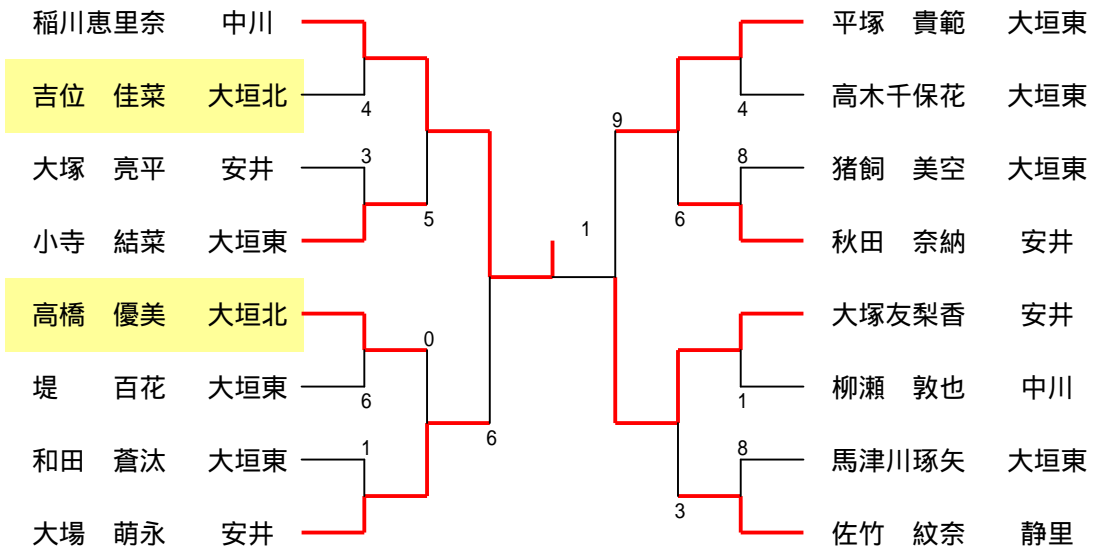 稲川恵里奈 中川
吉位 佳菜 大垣北
大塚 亮平 安井
小寺 結菜 大垣東
高橋 優美 大垣北
堤 百花 大垣東
和田 蒼汰 大垣東
大場 萌永 安井
4
3
5
0
6
1
6
1
9
4
8
6
1
8
3
平塚 貴範 大垣東
高木千保花 大垣東
猪飼 美空 大垣東
秋田 奈納 安井
大塚友梨香 安井
柳瀬 敦也 中川
馬津川琢矢 大垣東
佐竹 紋奈 静里